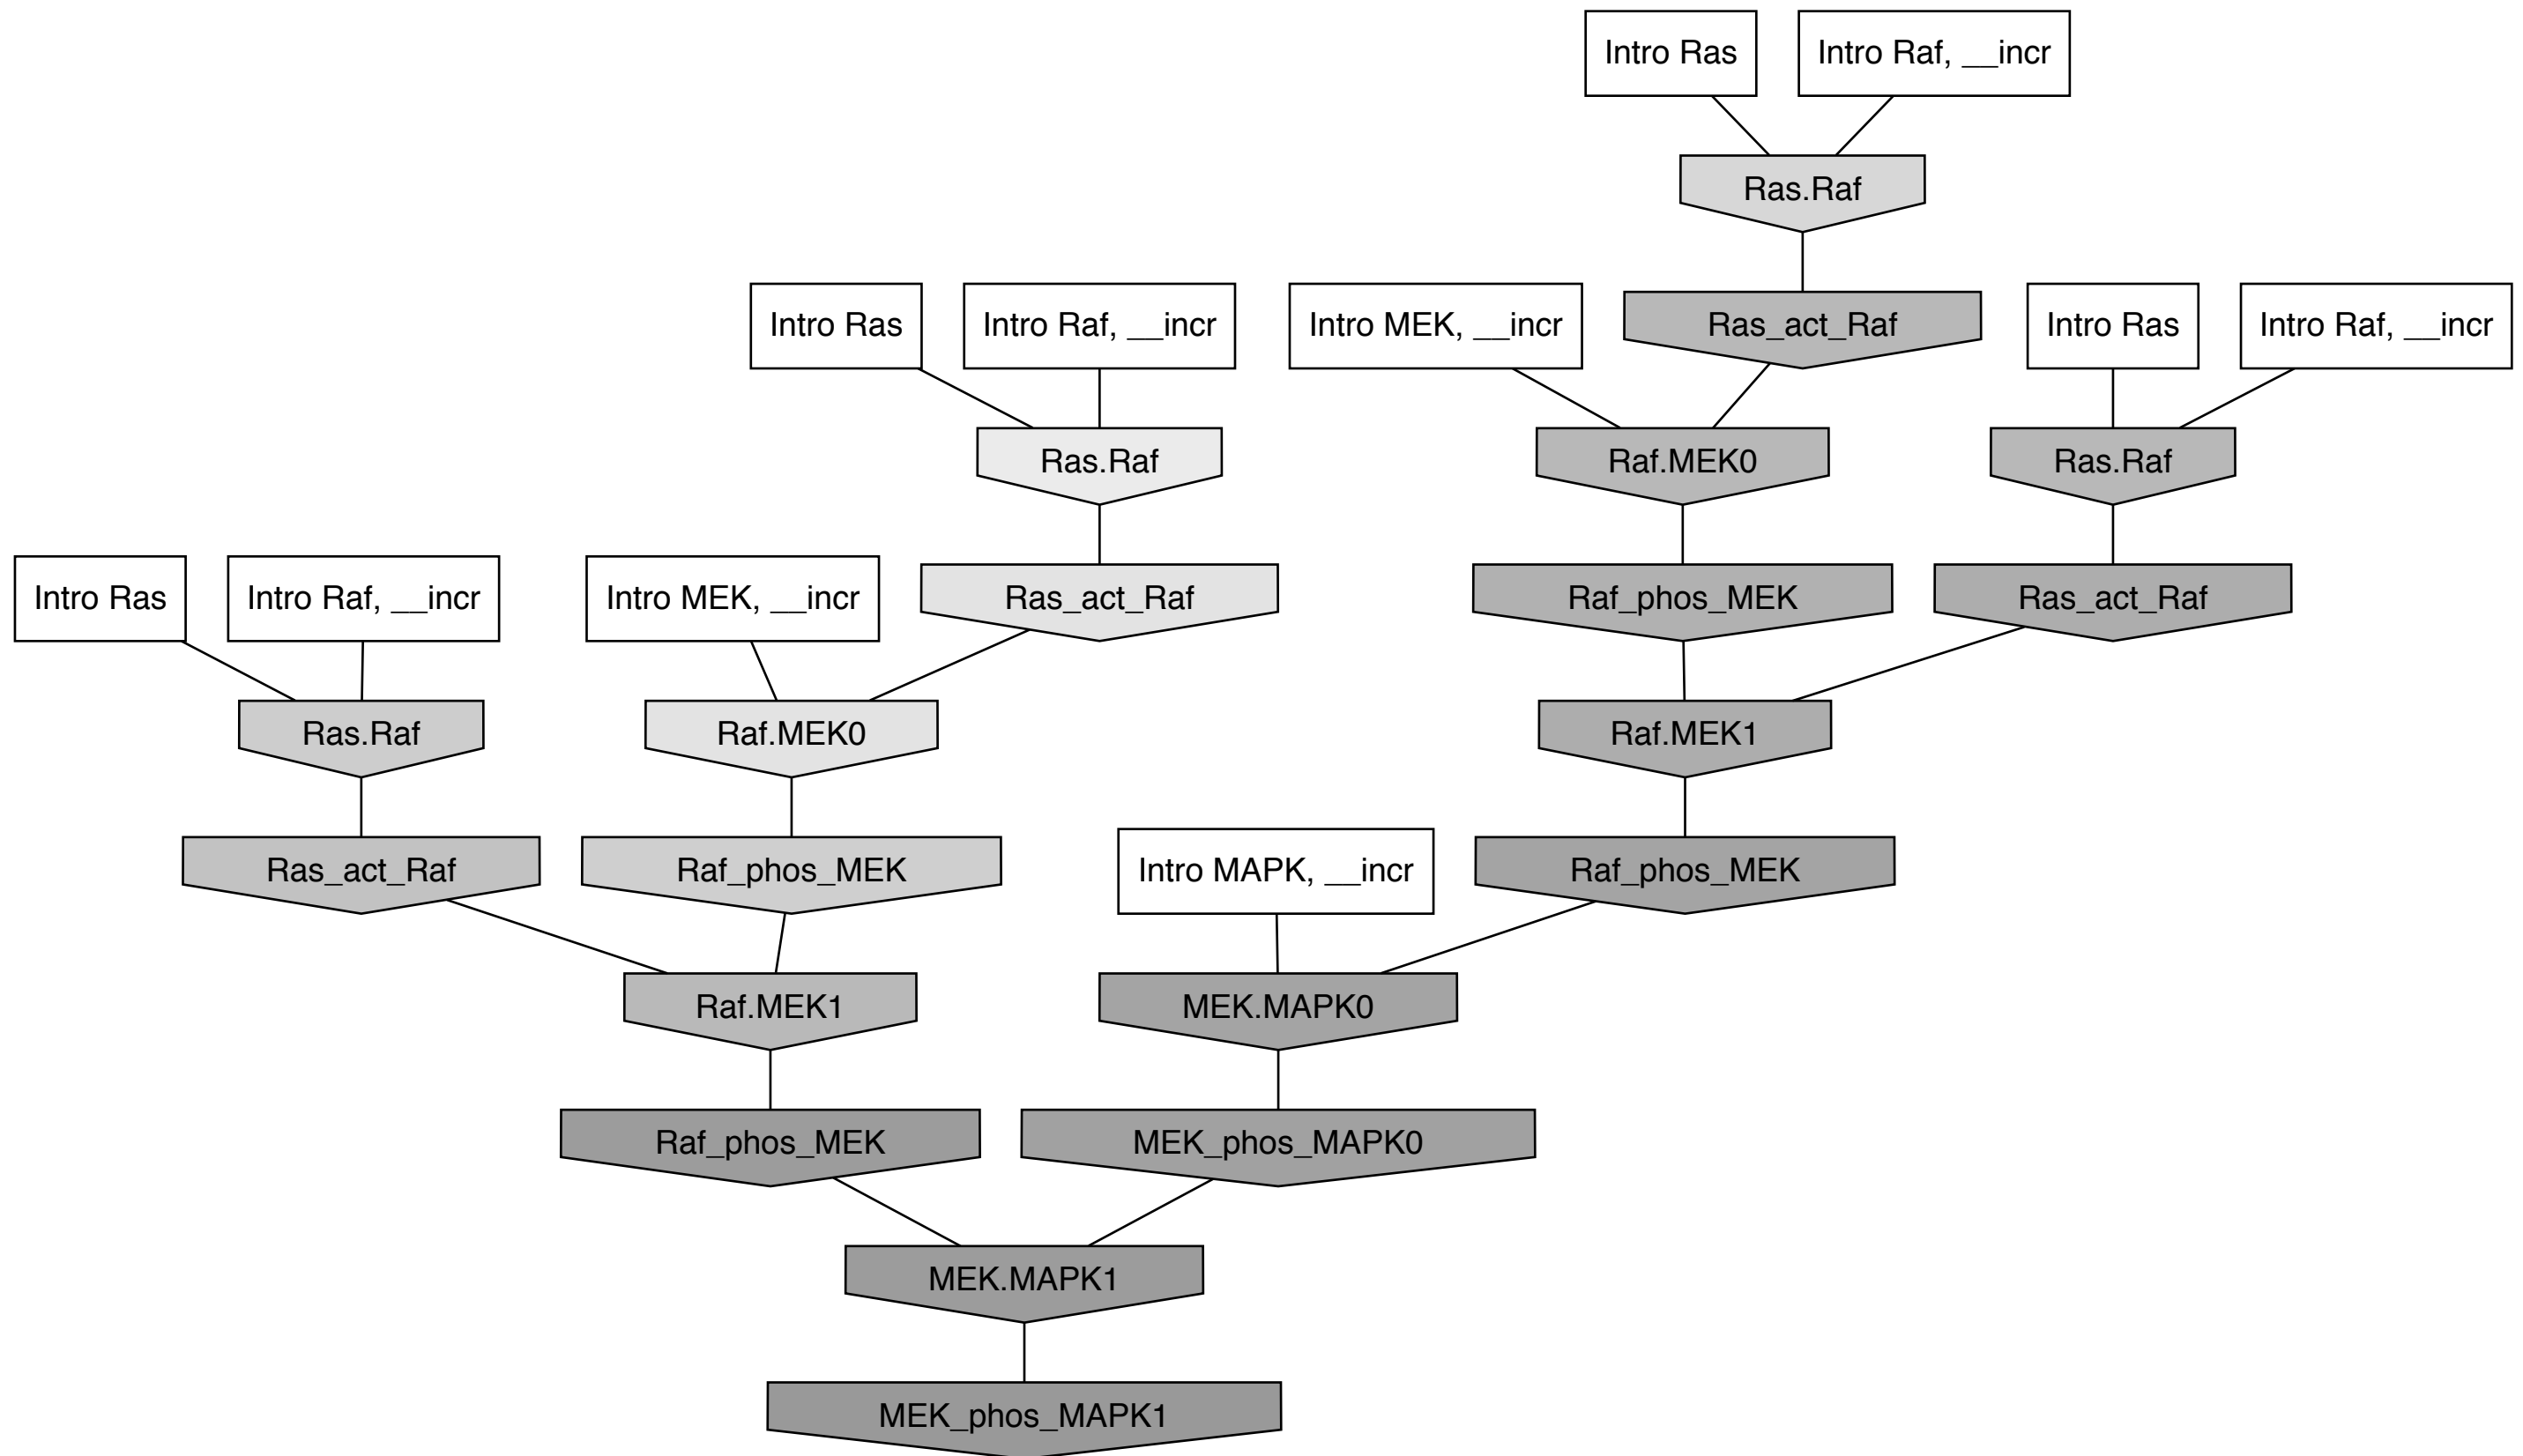 Intro Ras
Intro Raf, __incr
Ras.Raf
Intro Ras
Intro Raf, __incr
Intro MEK, __incr
Ras_act_Raf
Intro Ras
Intro Raf, __incr
Ras.Raf
Raf.MEK0
Ras.Raf
Intro Ras
Intro Raf, __incr
Intro MEK, __incr
Ras_act_Raf
Raf_phos_MEK
Ras_act_Raf
Ras.Raf
Raf.MEK0
Raf.MEK1
Ras_act_Raf
Raf_phos_MEK
Intro MAPK, __incr
Raf_phos_MEK
Raf.MEK1
MEK.MAPK0
Raf_phos_MEK
MEK_phos_MAPK0
MEK.MAPK1
MEK_phos_MAPK1